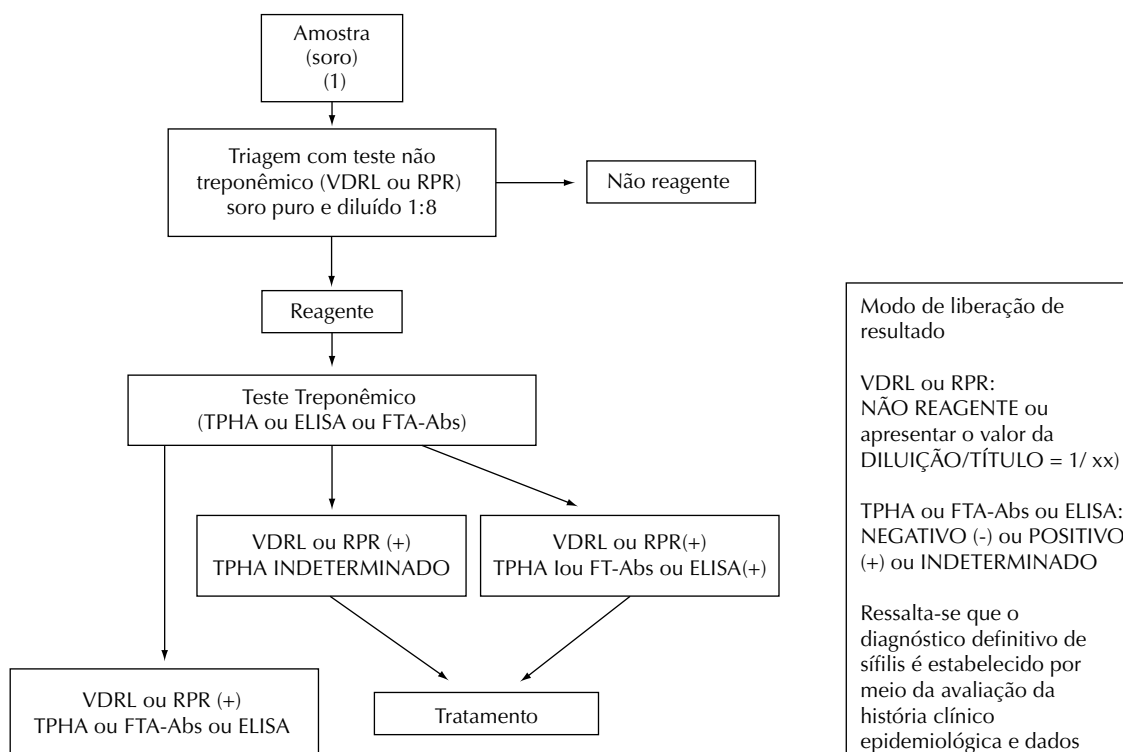 Amostra
(soro)
(1)
Triagem com teste não
treponêmico (VDRL ou RPR)
soro puro e diluído 1:8
Não reagente
Reagente
Teste Treponêmico
(TPHA ou ELISA ou FTA-Abs)
VDRL ou RPR (+)
TPHA INDETERMINADO
VDRL ou RPR(+)
TPHA Iou FT-Abs ou ELISA(+)
VDRL ou RPR (+)
TPHA ou FTA-Abs ou ELISA
Tratamento
Modo de liberação de
resultado
VDRL ou RPR:
NÃO REAGENTE ou
apresentar o valor da
DILUIÇÃO/TÍTULO = 1/ xx)
TPHA ou FTA-Abs ou ELISA:
NEGATIVO (-) ou POSITIVO
(+) ou INDETERMINADO
Ressalta-se que o
diagnóstico definitivo de
sífilis é estabelecido por
meio da avaliação da
história clínico
epidemiológica e dados